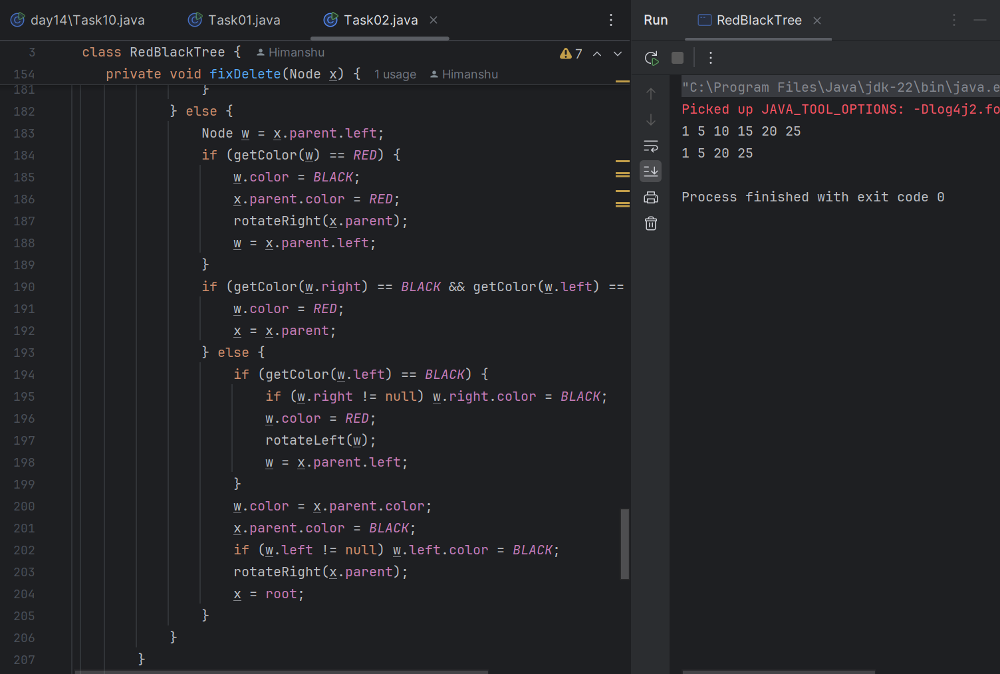 day14\Task10.java Task01.java Task02.java
3 class RedBlackTree { Himanshu 7
154 private void fixDelete(Node x) { 1 usage Himanshu
181 }
182 } else {
183 Node w = x.parent.left;
184 if (getColor(w) == RED) {
185 w.color = BLACK;
186 x.parent.color = RED;
187 rotateRight(x.parent);
188 w = x.parent.left;
189 }
190 if (getColor(w.right) == BLACK && getColor(w.left) ==
191 w.color = RED;
192 x = x.parent;
193 } else {
194 if (getColor(w.left) == BLACK) {
195 if (w.right != null) w.right.color = BLACK;
196 w.color = RED;
197 rotateLeft(w);
198 w = x.parent.left;
199 }
200 w.color = x.parent.color;
201 x.parent.color = BLACK;
202 if (w.left != null) w.left.color = BLACK;
203 rotateRight(x.parent);
204 x = root;
205 }
206 }
207 }
Run RedBlackTree
"C:\Program Files\Java\jdk-22\bin\java.e
Picked up JAVA_TOOL_OPTIONS: -Dlog4j2.fo
1 5 10 15 20 25
1 5 20 25
Process finished with exit code 0